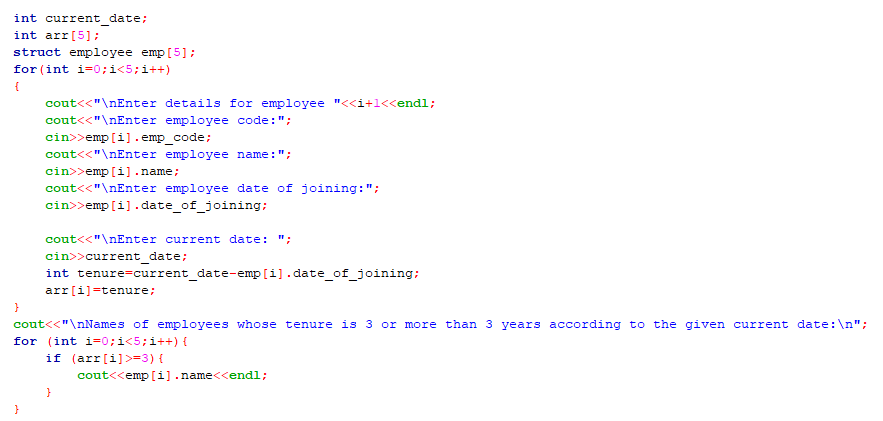 int current_date;
int arr[5];
struct employee emp[5];
for(int i=0;i<5;i++)
{
    cout<<"\nEnter details for employee "<<i+1<<endl;
    cout<<"\nEnter employee code:";
    cin>>emp[i].emp_code;
    cout<<"\nEnter employee name:";
    cin>>emp[i].name;
    cout<<"\nEnter employee date of joining:";
    cin>>emp[i].date_of_joining;

    cout<<"\nEnter current date: ";
    cin>>current_date;
    int tenure=current_date-emp[i].date_of_joining;
    arr[i]=tenure;
}
cout<<"\nNames of employees whose tenure is 3 or more than 3 years according to the given current date:\n";
for (int i=0;i<5;i++){
    if (arr[i]>=3){
        cout<<emp[i].name<<endl;
    }
}